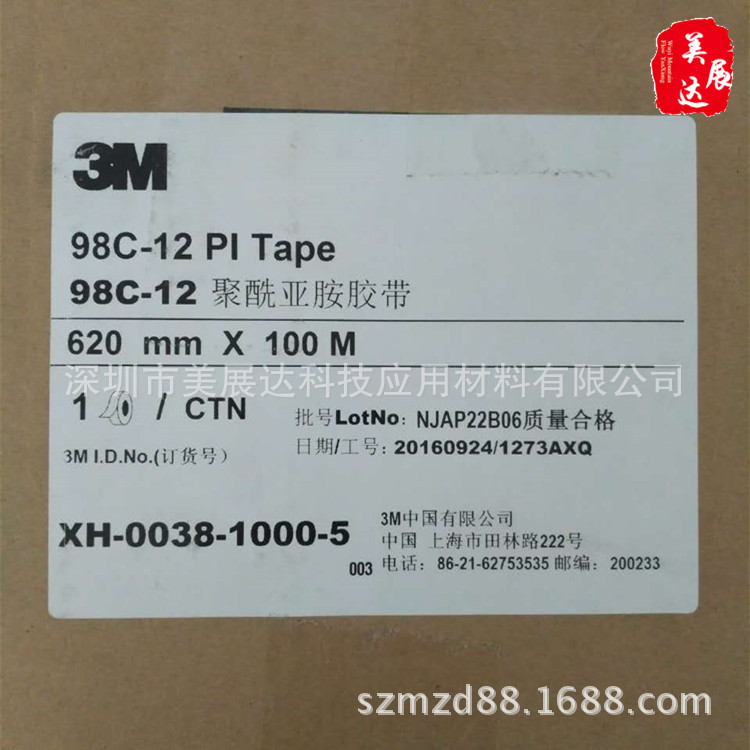 美展达
Wuyi Mountain
Flow YunXiang
3M
98C-12 PI Tape
98C-12 聚酰亚胺胶带
620 mm X 100 M
深圳市美展达科技应用材料有限公司
1 / CTN
批号LotNo: NJAP22B06质量合格
日期/工号: 20160924/1273AXQ
3M I.D.No.(订货号)
XH-0038-1000-5
003
3M中国有限公司
中国 上海市田林路222号
电话: 86-21-62753535 邮编: 200233
szmzd88.1688.com